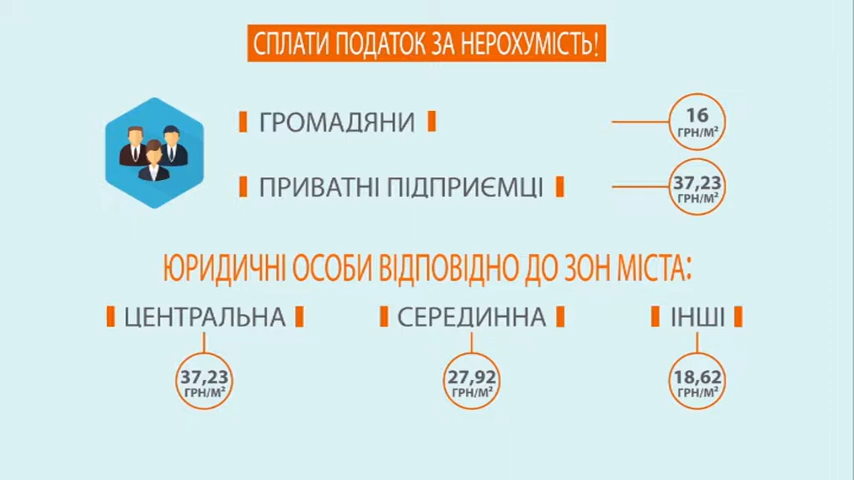 СПЛАТИ ПОДАТОК ЗА НЕРОХУМІСТЬ!
ГРОМАДЯНИ
16
ГРН/М²
ПРИВАТНІ ПІДПРИЄМЦІ
37,23
ГРН/М²
ЮРИДИЧНІ ОСОБИ ВІДПОВІДНО ДО ЗОН МІСТА:
ЦЕНТРАЛЬНА
СЕРЕДИННА
ІНШІ
37,23
ГРН/М²
27,92
ГРН/М²
18,62
ГРН/М²